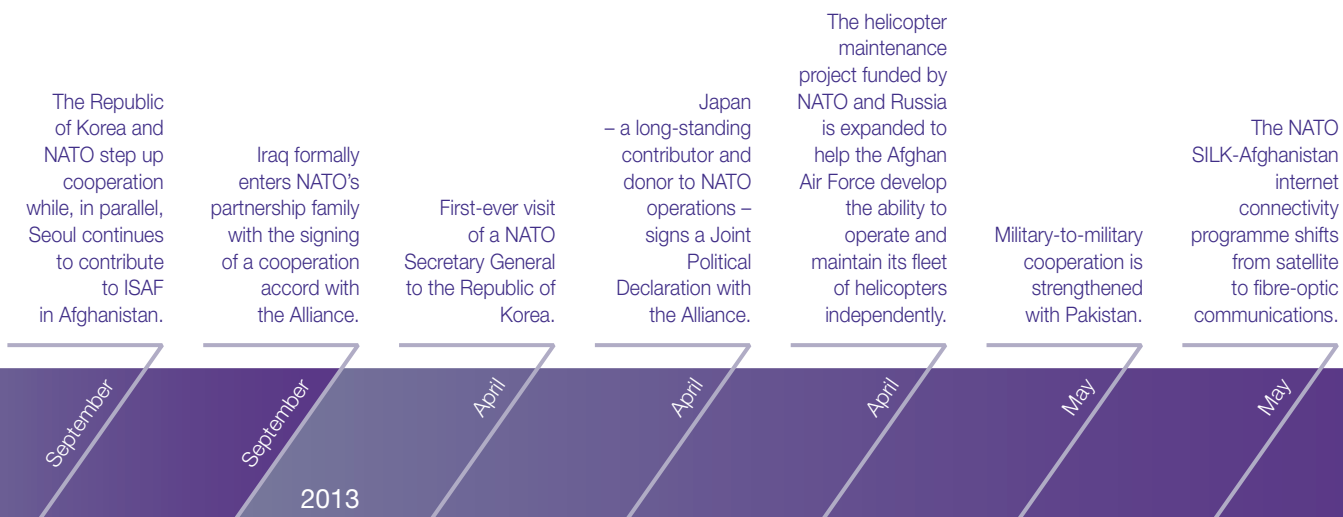 The Republic
of Korea and
NATO step up
cooperation
while, in parallel,
Seoul continues
to contribute
to ISAF
in Afghanistan.
September
Iraq formally
enters NATO’s
partnership family
with the signing
of a cooperation
accord with
the Alliance.
September
2013
First-ever visit
of a NATO
Secretary General
to the Republic of
Korea.
April
Japan
– a long-standing
contributor and
donor to NATO
operations –
signs a Joint
Political
Declaration with
the Alliance.
April
The helicopter
maintenance
project funded by
NATO and Russia
is expanded to
help the Afghan
Air Force develop
the ability to
operate and
maintain its fleet
of helicopters
independently.
April
Military-to-military
cooperation is
strengthened
with Pakistan.
May
The NATO
SILK-Afghanistan
internet
connectivity
programme shifts
from satellite
to fibre-optic
communications.
May